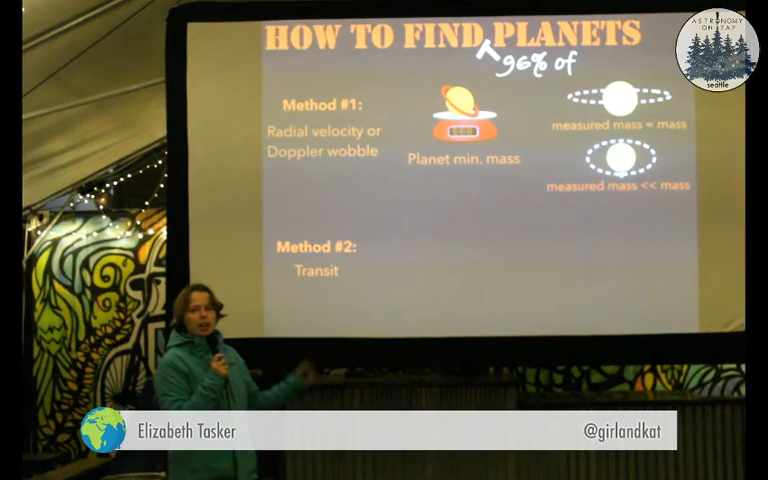 HOW TO FIND PLANETS
96% of
Method #1:
Radial velocity or
Doppler wobble
Planet min. mass
measured mass = mass
measured mass << mass
Method #2:
Transit
ASTRONOMY
ON TAP
seattle
Elizabeth Tasker
@girlandkat